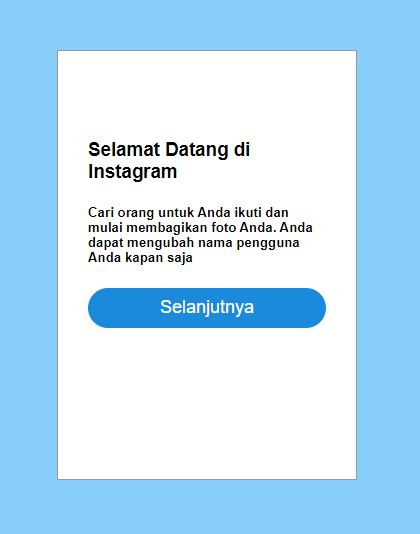 Selamat Datang di
Instagram
Cari orang untuk Anda ikuti dan
mulai membagikan foto Anda. Anda
dapat mengubah nama pengguna
Anda kapan saja
Selanjutnya